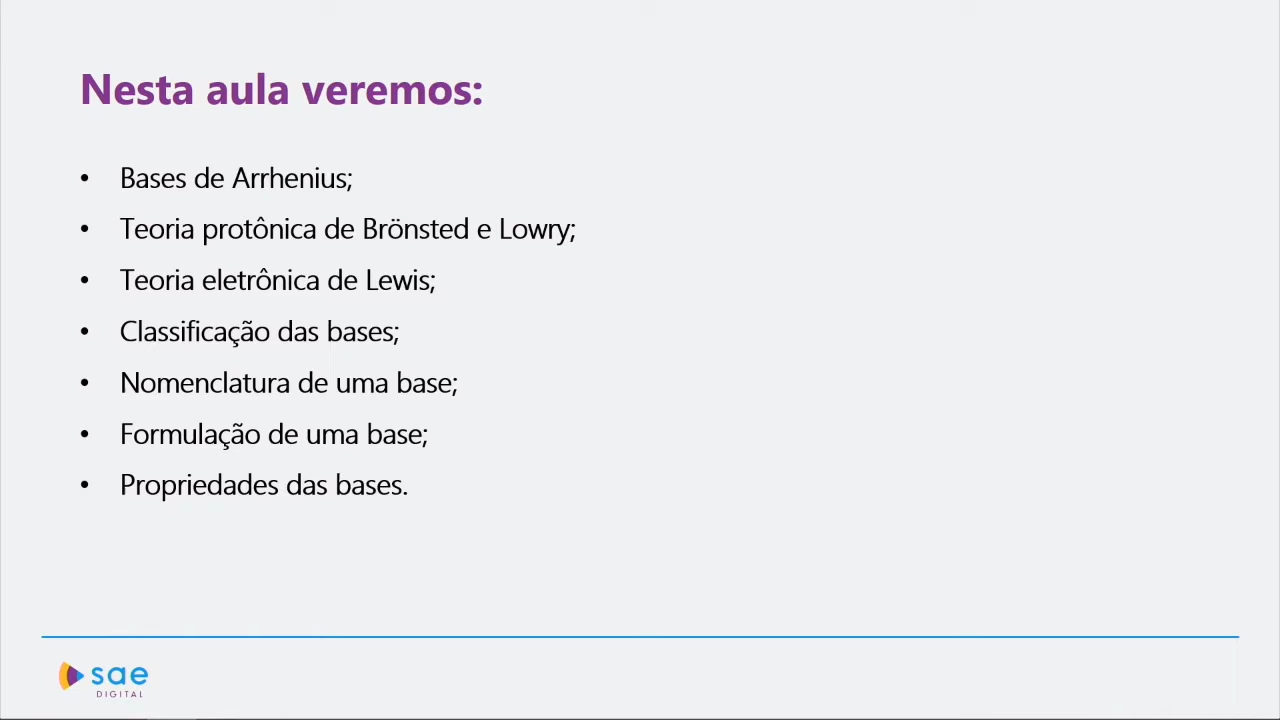 Nesta aula veremos:
• Bases de Arrhenius;
• Teoria protônica de Brönsted e Lowry;
• Teoria eletrônica de Lewis;
• Classificação das bases;
• Nomenclatura de uma base;
• Formulação de uma base;
• Propriedades das bases.
sae
DIGITAL